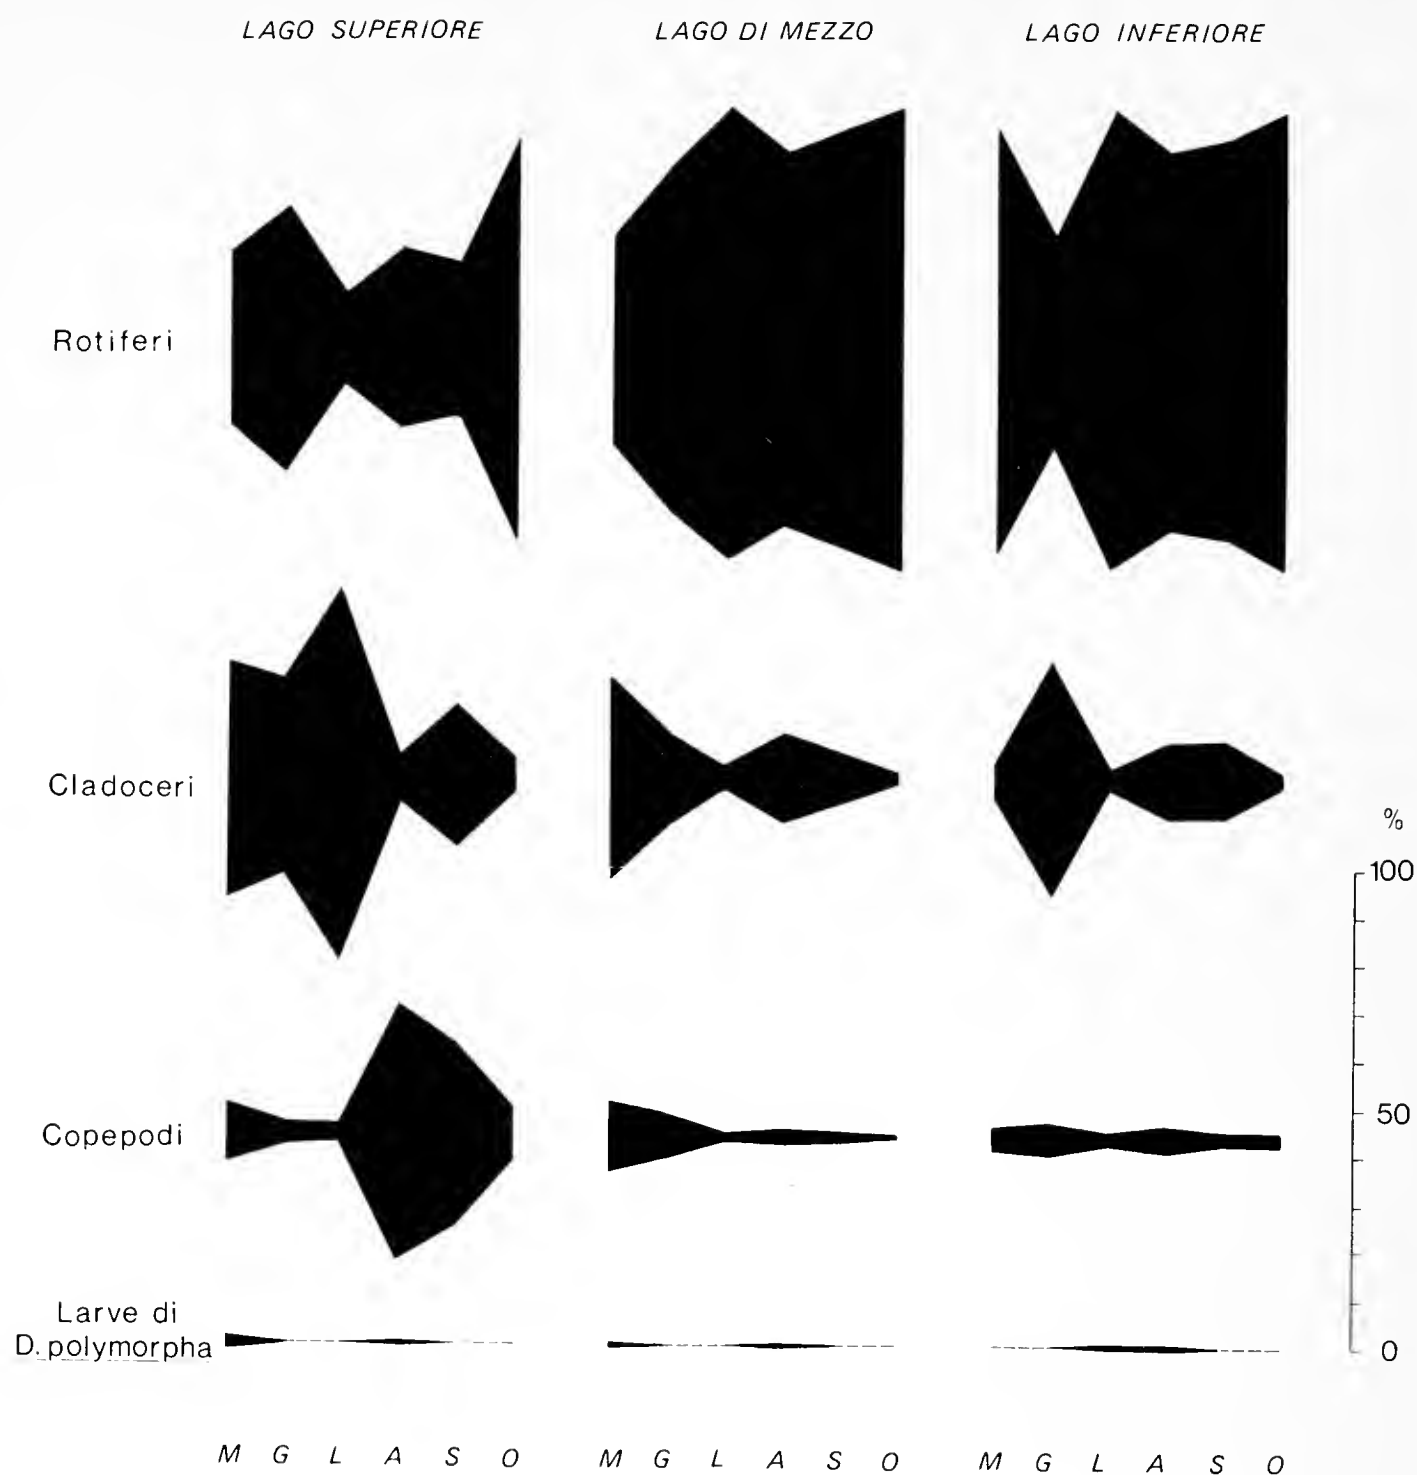 LAGO SUPERIORE
LAGO DI MEZZO
LAGO INFERIORE
Rotiferi
Cladoceri
%
100
Copepodi
50
Larve di
D. polymorpha
0
M G L A S O
M G L A S O
M G L A S O